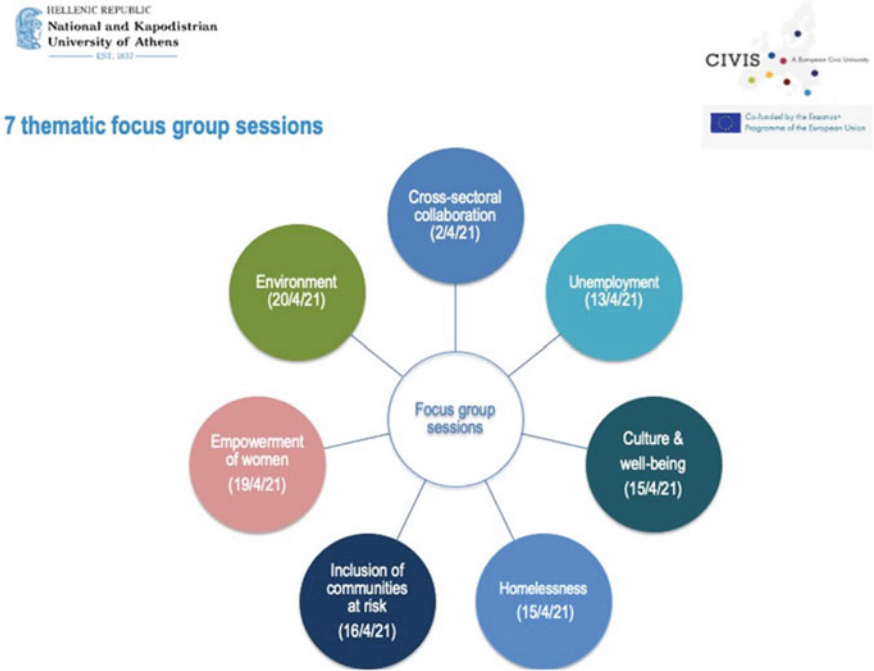 HELLENIC REPUBLIC
National and Kapodistrian
University of Athens
EST. 1837
CIVIS
A European Civic University
Co-funded by the Erasmus+
Programme of the European Union
7 thematic focus group sessions
Cross-sectoral
collaboration
(2/4/21)
Unemployment
(13/4/21)
Culture &
well-being
(15/4/21)
Homelessness
(15/4/21)
Inclusion of
communities
at risk
(16/4/21)
Empowerment
of women
(19/4/21)
Environment
(20/4/21)
Focus group
sessions